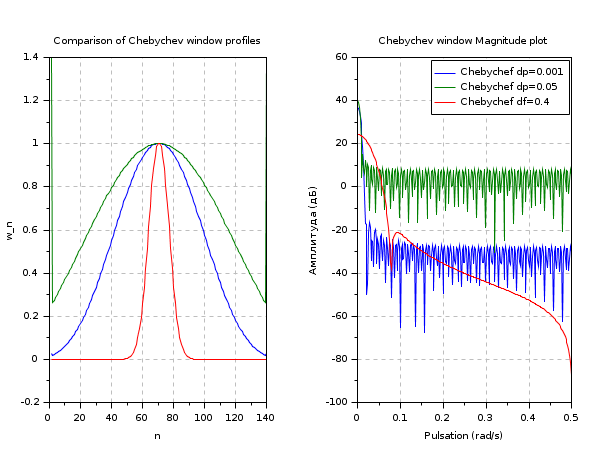 Comparison of Chebychev window profiles
1.4
1.2
1
0.8
0.6
0.4
0.2
0
-0.2
w_n
0 20 40 60 80 100 120 140
n
Chebychev window Magnitude plot
Chebychef dp=0.001
Chebychef dp=0.05
Chebychef df=0.4
60
40
20
0
-20
-40
-60
-80
-100
Амплитуда (дБ)
0 0.1 0.2 0.3 0.4 0.5
Pulsation (rad/s)